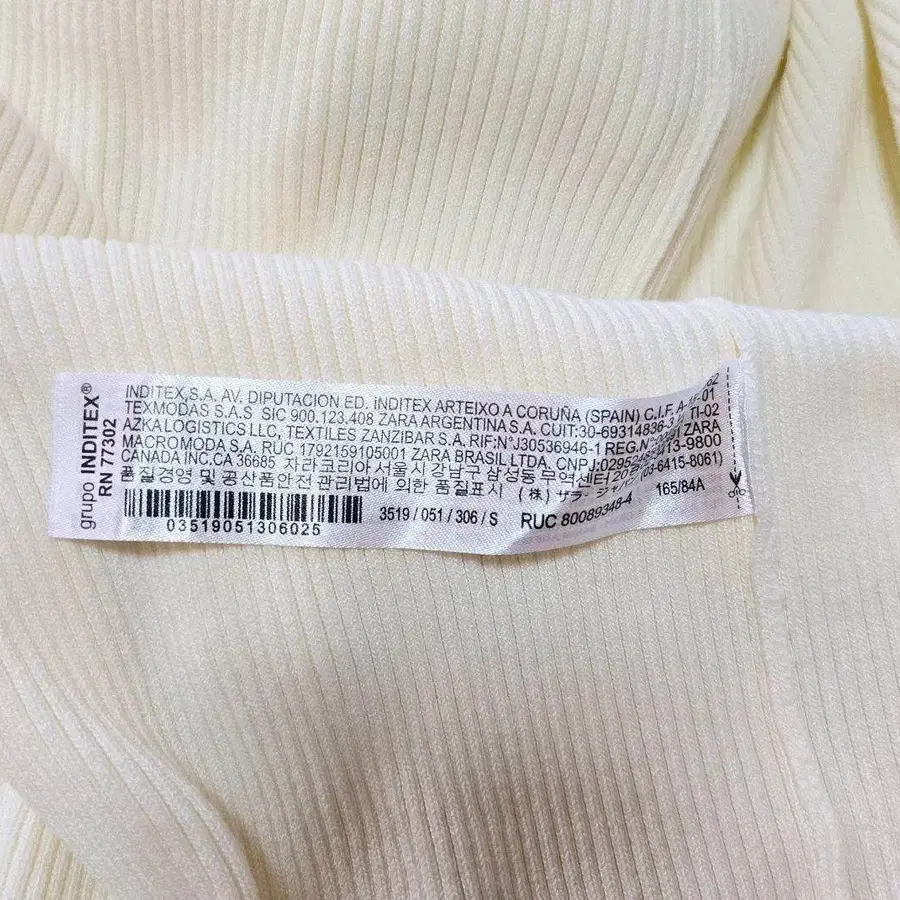 grupo INDITEX®
RN 77302
INDITEX,S.A. AV. DIPUTACION ED. INDITEX ARTEIXO A CORUÑA (SPAIN) C.I.F.
TEXMODAS S.A.S SIC 900.123.408 ZARA ARGENTINA S.A. CUIT:30-69314836-3 TI-02
AZKA LOGISTICS LLC, TEXTILES ZANZIBAR S.A. RIF:N°J30536946-1 REG.N°0001 ZARA
MACROMODA S.A. RUC 1792159105001 ZARA BRASIL LTDA. CNPJ:
CANADA INC.CA 36685 자라코리아 서울시 강남구 삼성동 무역센터 (03-6415-8061)
품질경영 및 공산품안전 관리법에 의한 품질표시 (株) ザラ・ジャパン
03519051306025
3519 / 051 / 306 / S
RUC 80089348-4
165/84A